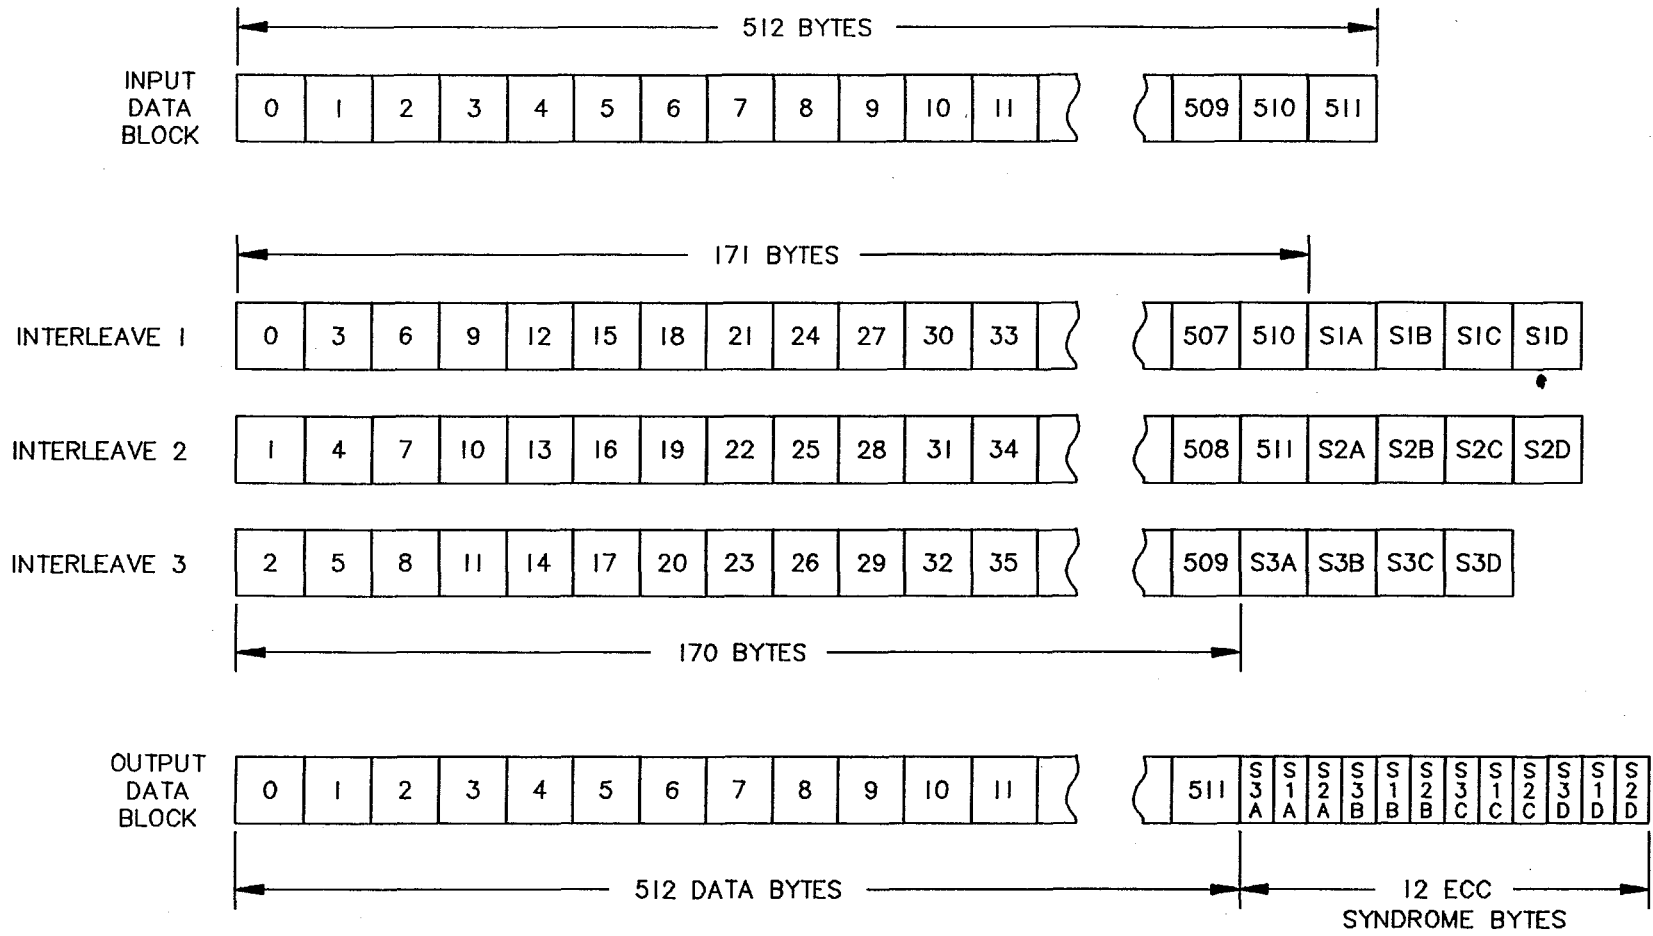 512 BYTES
INPUT DATA BLOCK
0 1 2 3 4 5 6 7 8 9 10 11 509 510 511
171 BYTES
INTERLEAVE 1 0 3 6 9 12 15 18 21 24 27 30 33 507 510 S1A S1B S1C S1D
INTERLEAVE 2 1 4 7 10 13 16 19 22 25 28 31 34 508 511 S2A S2B S2C S2D
INTERLEAVE 3 2 5 8 11 14 17 20 23 26 29 32 35 509 S3A S3B S3C S3D
170 BYTES
OUTPUT DATA BLOCK
0 1 2 3 4 5 6 7 8 9 10 11 511 S3A S1A S2A S3B S1B S2B S3C S1C S2C S3D S1D S2D
512 DATA BYTES
12 ECC
SYNDROME BYTES